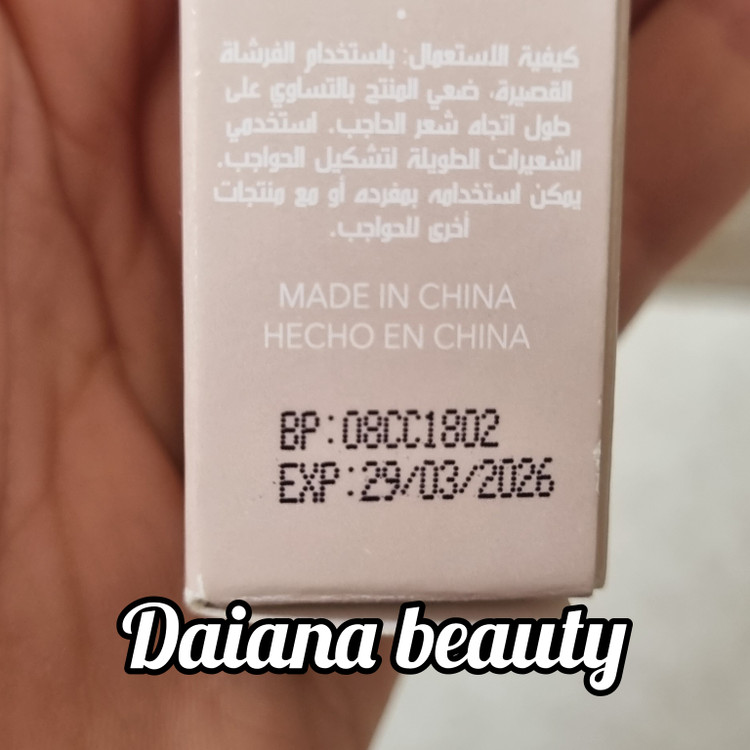 كيفية الاستعمال: باستخدام الفرشاة
القصيرة، ضعي المنتج بالتساوي على
طول اتجاه شعر الحاجب. استخدمي
الشعيرات الطويلة لتشكيل الحواجب.
يمكن استخدامه بمفرده أو مع منتجات
أخرى للحواجب.
MADE IN CHINA
HECHO EN CHINA
BP:08CC1802
EXP:29/03/2026
Daiana beauty